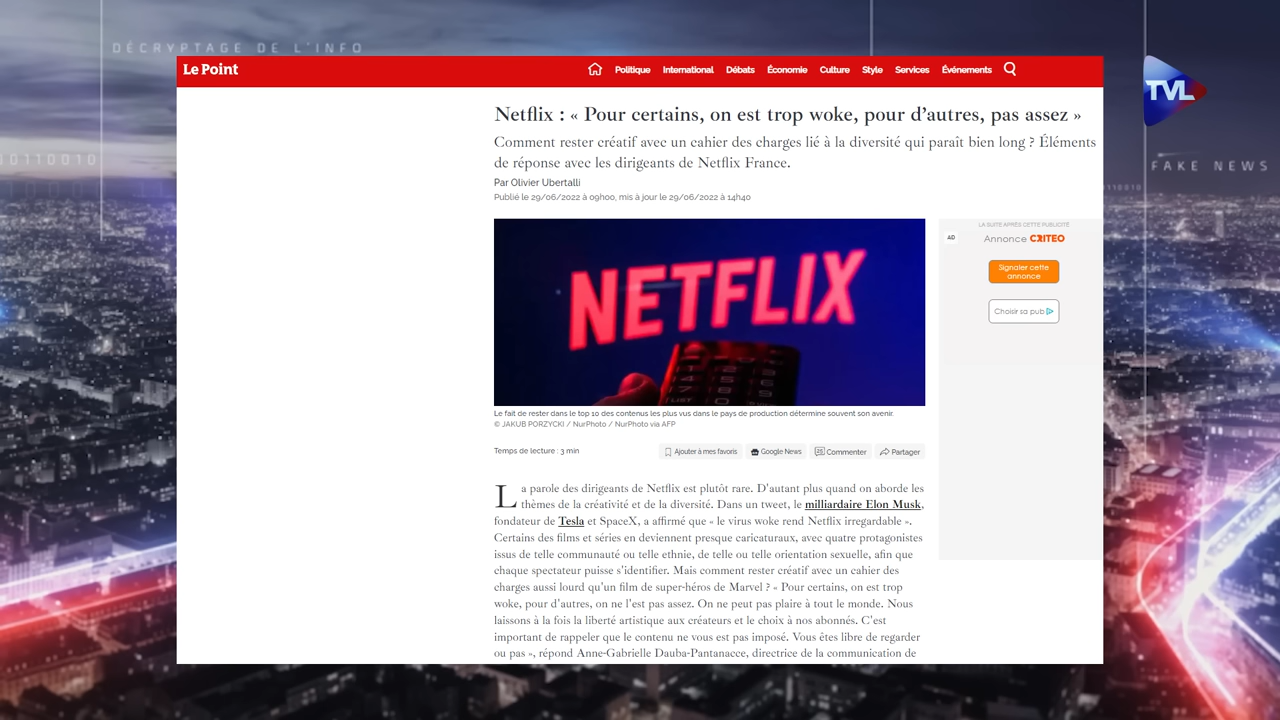 DÉCRYPTAGE DE L'INFO
Le Point
Politique International Débats Économie Culture Style Services Événements
TVL
Netflix : « Pour certains, on est trop woke, pour d'autres, pas assez »
Comment rester créatif avec un cahier des charges lié à la diversité qui paraît bien long ? Éléments
de réponse avec les dirigeants de Netflix France.
FAKE NEWS
10110010
110010
Par Olivier Ubertalli
Publié le 29/06/2022 à 09h00, mis à jour le 29/06/2022 à 14h40
NETFLIX
LA SUITE APRÈS CETTE PUBLICITÉ
AD
Annonce CRITEO
Signaler cette
annonce
Choisir sa pub
LIST
Le fait de rester dans le top 10 des contenus les plus vus dans le pays de production détermine souvent son avenir.
© JAKUB PORZYCKI / NurPhoto / NurPhoto via AFP
Temps de lecture : 3 min
Ajouter à mes favoris Google News Commenter Partager
La parole des dirigeants de Netflix est plutôt rare. D'autant plus quand on aborde les
thèmes de la créativité et de la diversité. Dans un tweet, le milliardaire Elon Musk,
fondateur de Tesla et SpaceX, a affirmé que « le virus woke rend Netflix irregardable ».
Certains des films et séries en deviennent presque caricaturaux, avec quatre protagonistes
issus de telle communauté ou telle ethnie, de telle ou telle orientation sexuelle, afin que
chaque spectateur puisse s'identifier. Mais comment rester créatif avec un cahier des
charges aussi lourd qu'un film de super-héros de Marvel ? « Pour certains, on est trop
woke, pour d'autres, on ne l'est pas assez. On ne peut pas plaire à tout le monde. Nous
laissons à la fois la liberté artistique aux créateurs et le choix à nos abonnés. C'est
important de rappeler que le contenu ne vous est pas imposé. Vous êtes libre de regarder
ou pas », répond Anne-Gabrielle Dauba-Pantanacce, directrice de la communication de